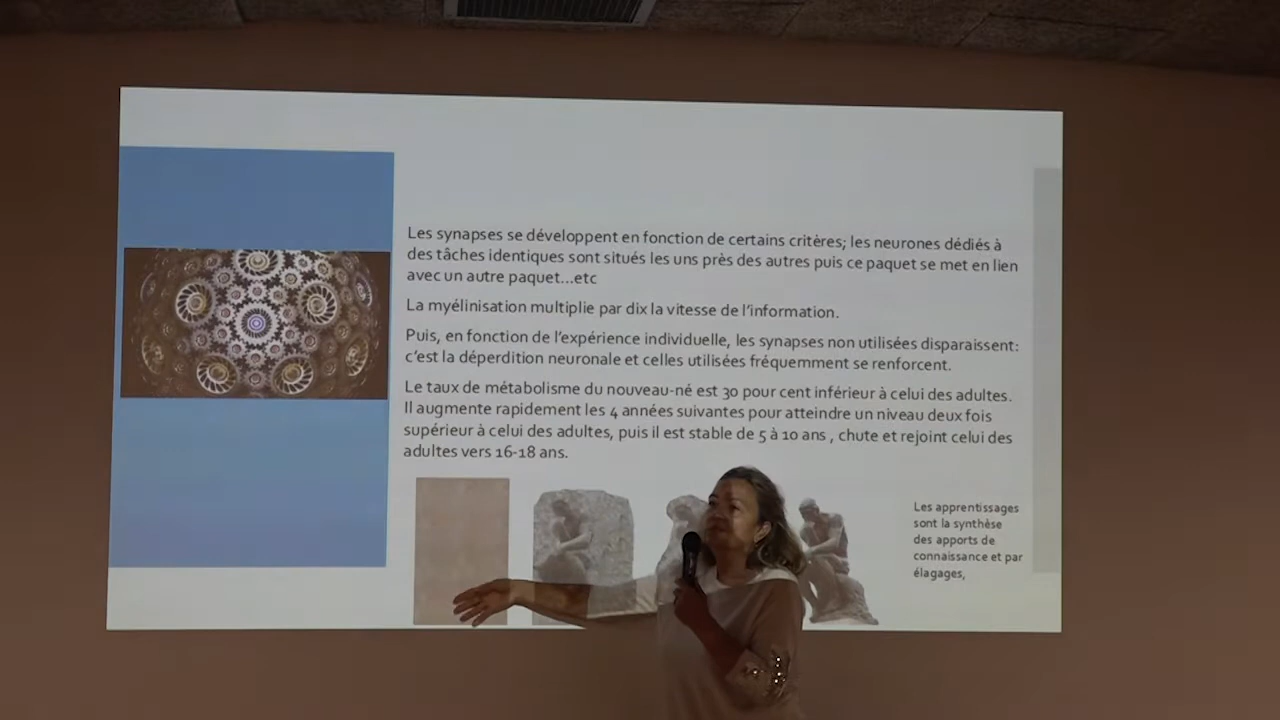 Les synapses se développent en fonction de certains critères; les neurones dédiés à
des tâches identiques sont situés les uns près des autres puis ce paquet se met en lien
avec un autre paquet...etc
La myélinisation multiplie par dix la vitesse de l'information.
Puis, en fonction de l'expérience individuelle, les synapses non utilisées disparaissent:
c'est la déperdition neuronale et celles utilisées fréquemment se renforcent.
Le taux de métabolisme du nouveau-né est 30 pour cent inférieur à celui des adultes.
Il augmente rapidement les 4 années suivantes pour atteindre un niveau deux fois
supérieur à celui des adultes, puis il est stable de 5 à 10 ans , chute et rejoint celui des
adultes vers 16-18 ans.
Les apprentissages
sont la synthèse
des apports de
connaissance et par
élagages,